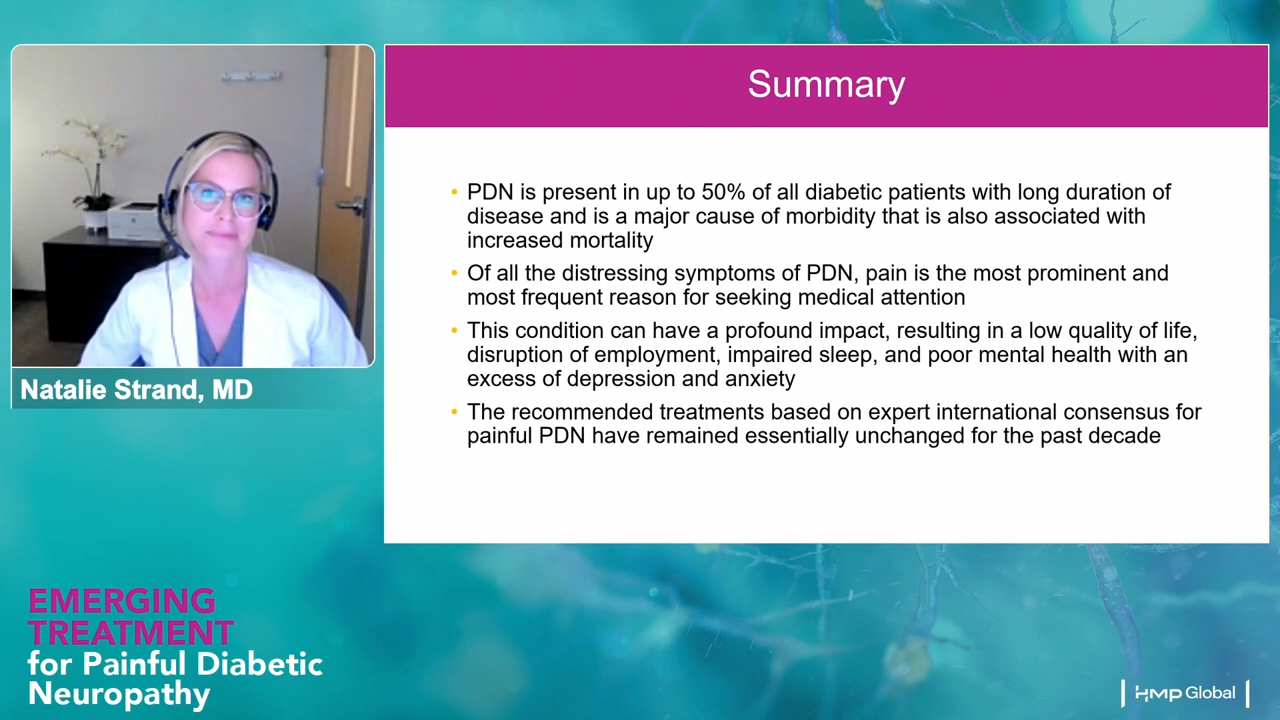 Summary
• PDN is present in up to 50% of all diabetic patients with long duration of
disease and is a major cause of morbidity that is also associated with
increased mortality
• Of all the distressing symptoms of PDN, pain is the most prominent and
most frequent reason for seeking medical attention
• This condition can have a profound impact, resulting in a low quality of life,
disruption of employment, impaired sleep, and poor mental health with an
excess of depression and anxiety
• The recommended treatments based on expert international consensus for
painful PDN have remained essentially unchanged for the past decade
Natalie Strand, MD
EMERGING
TREATMENT
for Painful Diabetic
Neuropathy
HMP Global